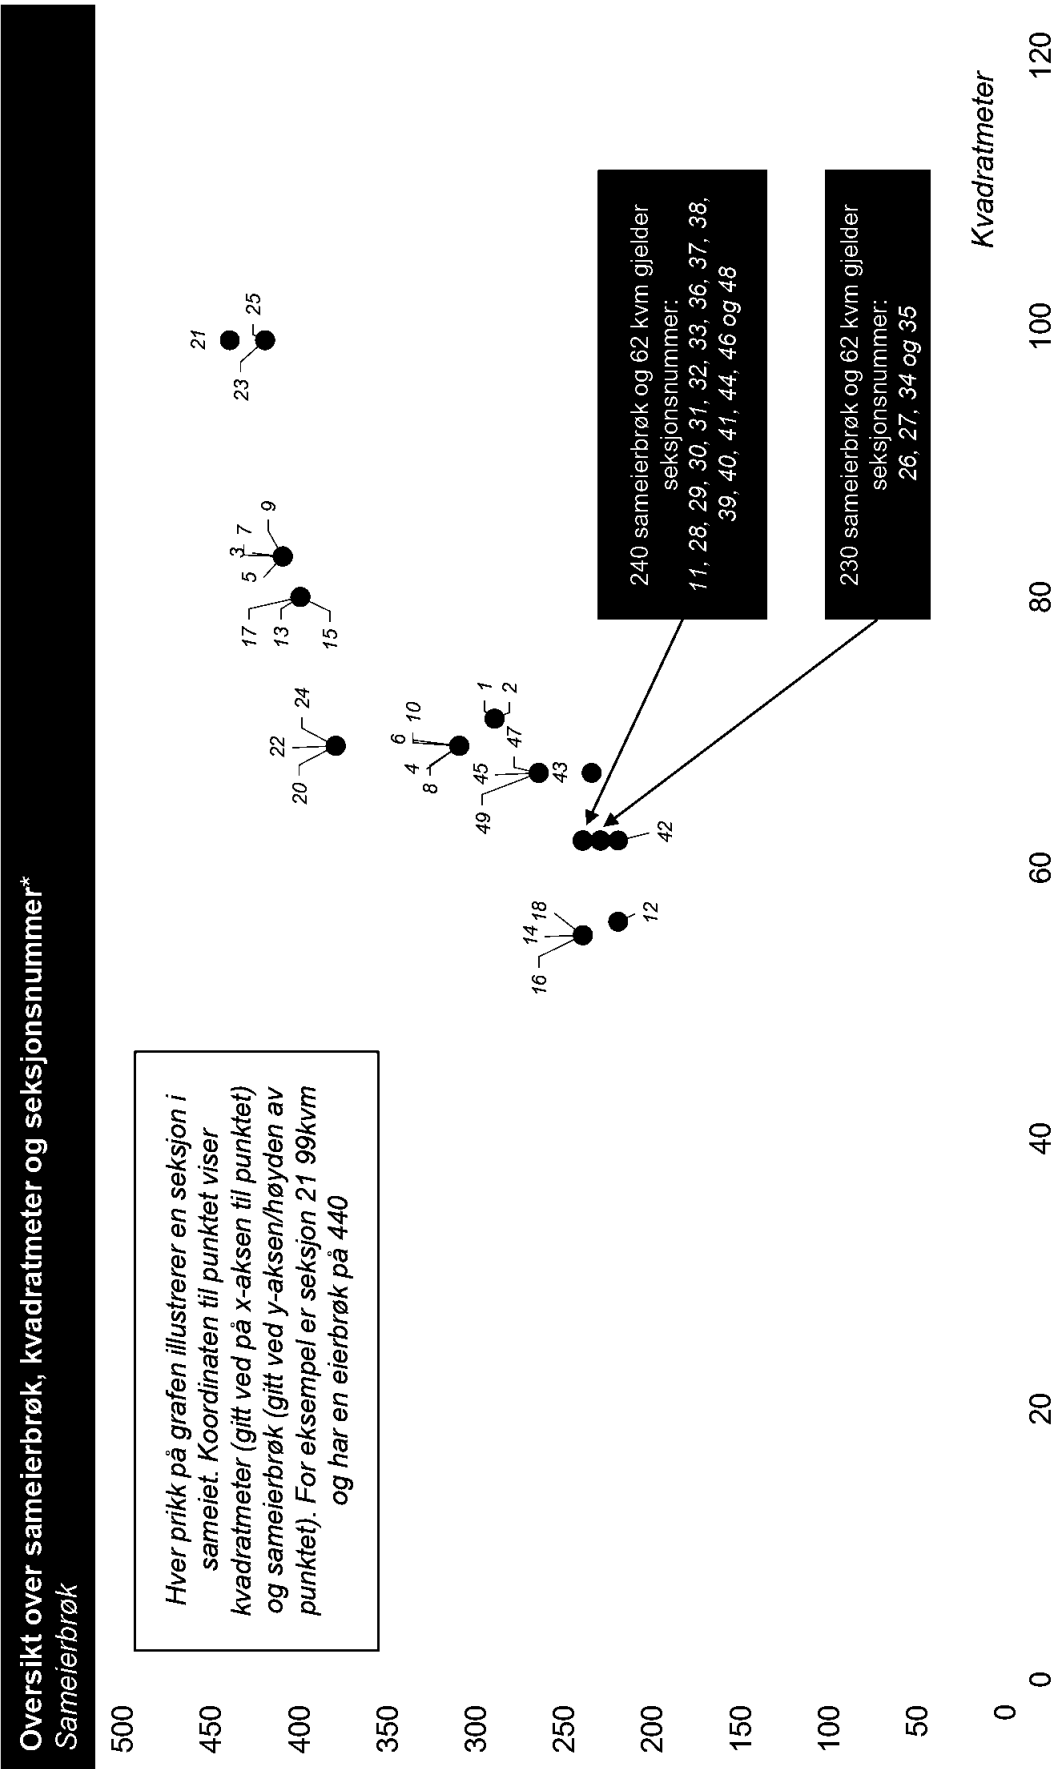 Oversikt over sameierbrøk, kvadratmeter og seksjonsnummer*
Sameierbrøk
500
450
400
350
300
250
200
150
100
50
0
Hver prikk på grafen illustrerer en seksjon i
sameiet. Koordinaten til punktet viser
kvadratmeter (gitt ved på x-aksen til punktet)
og sameierbrøk (gitt ved y-aksen/høyden av
punktet). For eksempel er seksjon 21 99kvm
og har en eierbrøk på 440
16
14
18
12
42
49
45
47
43
20
22
24
8
4
6
10
1
2
17
13
15
5
3
7
9
23
25
21
240 sameierbrøk og 62 kvm gjelder
seksjonsnummer:
11, 28, 29, 30, 31, 32, 33, 36, 37, 38,
39, 40, 41, 44, 46 og 48
230 sameierbrøk og 62 kvm gjelder
seksjonsnummer:
26, 27, 34 og 35
Kvadratmeter
0
20
40
60
80
100
120